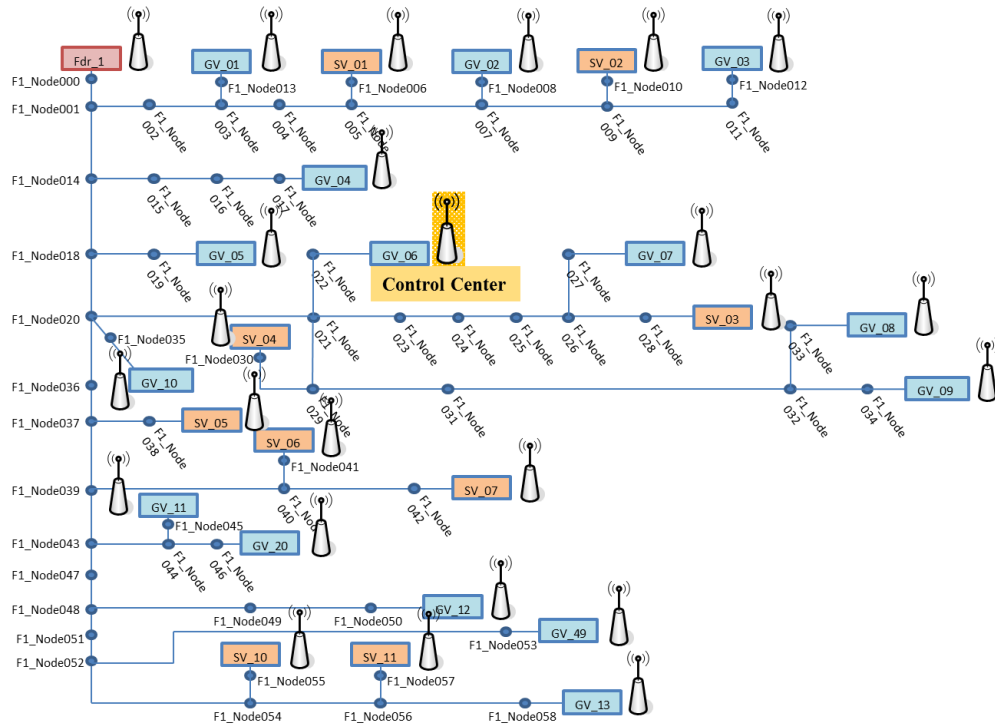 Fdr_1
GV_01
SV_01
GV_02
SV_02
GV_03
F1_Node000
F1_Node013
F1_Node006
F1_Node008
F1_Node010
F1_Node012
F1_Node001
F1_Node
002
F1_Node
003
F1_Node
004
F1_Node
005
F1_Node
007
F1_Node
009
F1_Node
011
F1_Node014
F1_Node
015
F1_Node
016
F1_Node
017
GV_04
F1_Node018
F1_Node
019
GV_05
F1_Node
022
GV_06
Control Center
F1_Node
027
GV_07
F1_Node020
F1_Node035
SV_04
F1_Node030
F1_Node
021
F1_Node
023
F1_Node
024
F1_Node
025
F1_Node
026
F1_Node
028
SV_03
F1_Node
033
GV_08
GV_10
F1_Node036
F1_Node
029
F1_Node
031
F1_Node
032
F1_Node
034
GV_09
F1_Node037
F1_Node
038
SV_05
SV_06
F1_Node041
F1_Node039
F1_Node
040
F1_Node
042
SV_07
GV_11
F1_Node045
F1_Node043
F1_Node
044
F1_Node
046
GV_20
F1_Node047
F1_Node048
F1_Node049
F1_Node050
GV_12
F1_Node051
F1_Node053
GV_49
F1_Node052
SV_10
SV_11
F1_Node055
F1_Node057
F1_Node054
F1_Node056
F1_Node058
GV_13